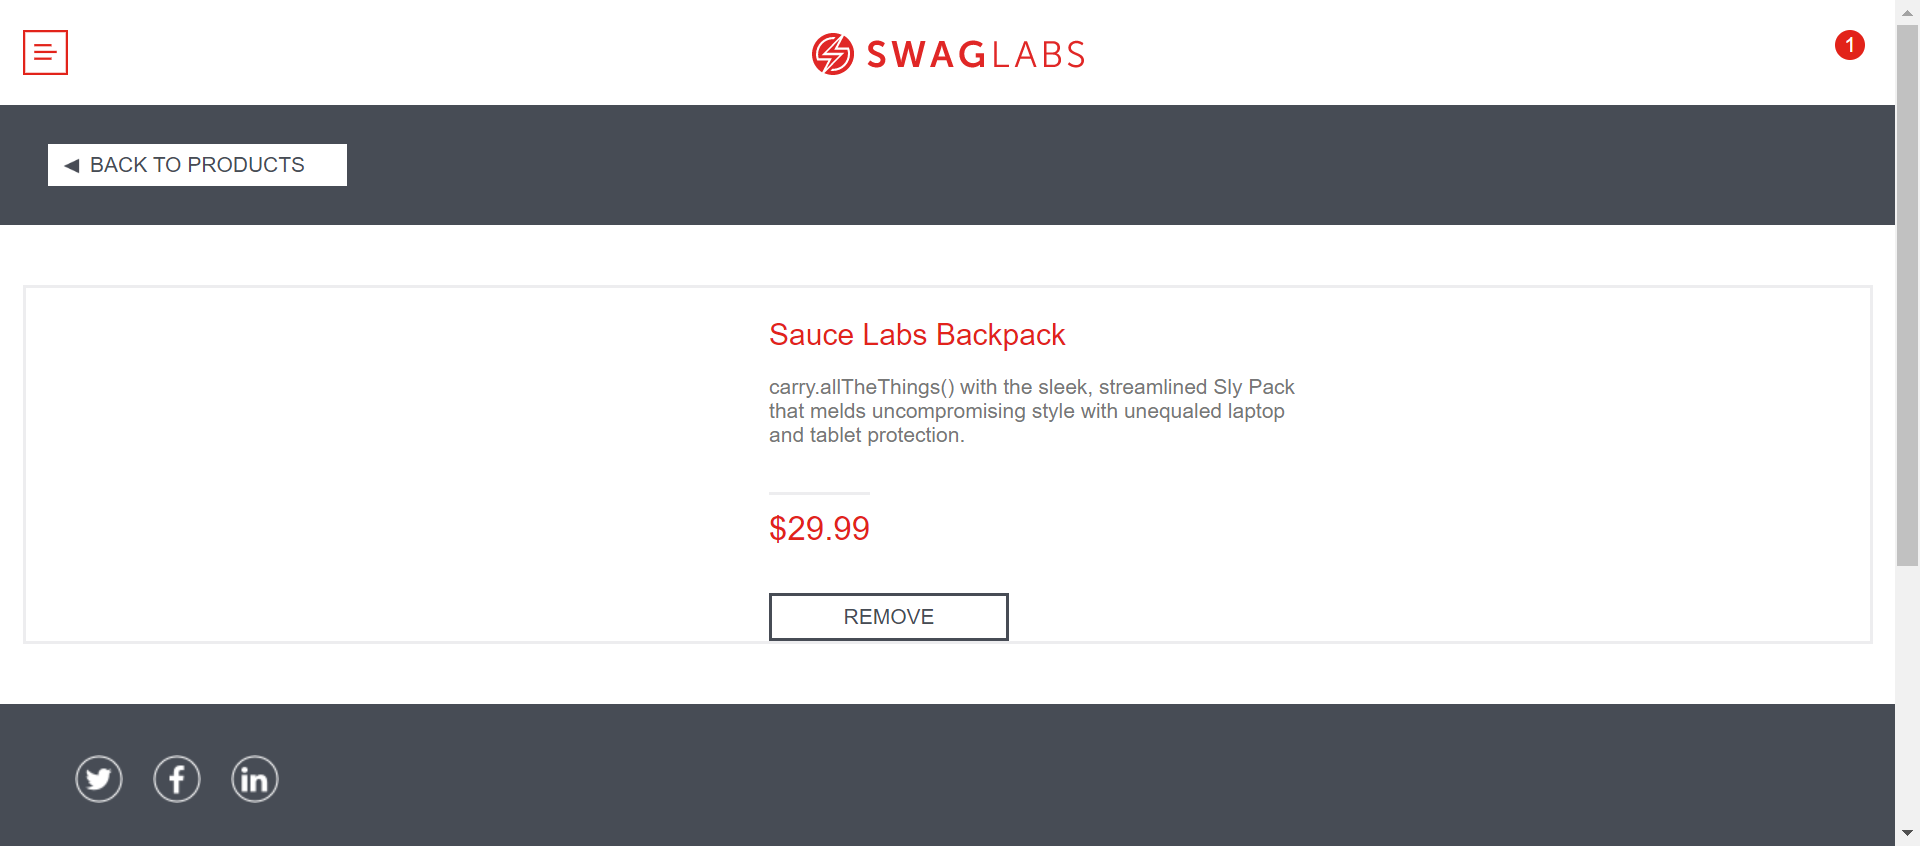 SWAGLABS
1
BACK TO PRODUCTS
Sauce Labs Backpack
carry.allTheThings() with the sleek, streamlined Sly Pack
that melds uncompromising style with unequaled laptop
and tablet protection.
$29.99
REMOVE